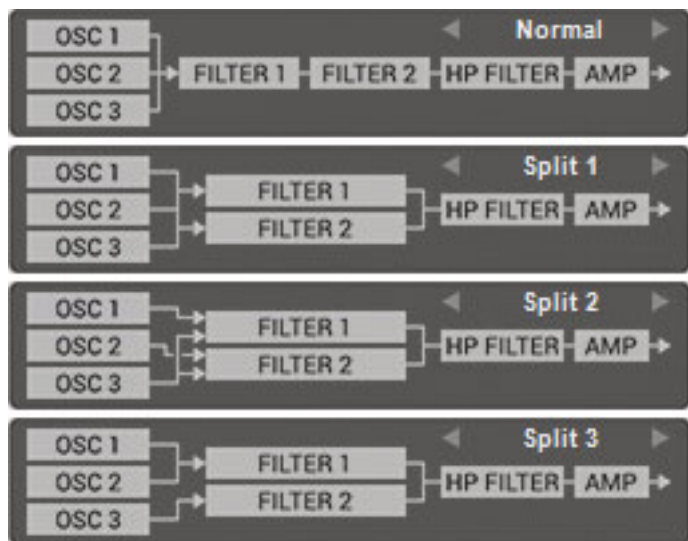 Normal
OSC 1
OSC 2 FILTER 1 FILTER 2 HP FILTER AMP
OSC 3
Split 1
OSC 1
FILTER 1
OSC 2 HP FILTER AMP
FILTER 2
OSC 3
Split 2
OSC 1
FILTER 1
OSC 2 HP FILTER AMP
FILTER 2
OSC 3
Split 3
OSC 1
FILTER 1
OSC 2 HP FILTER AMP
FILTER 2
OSC 3